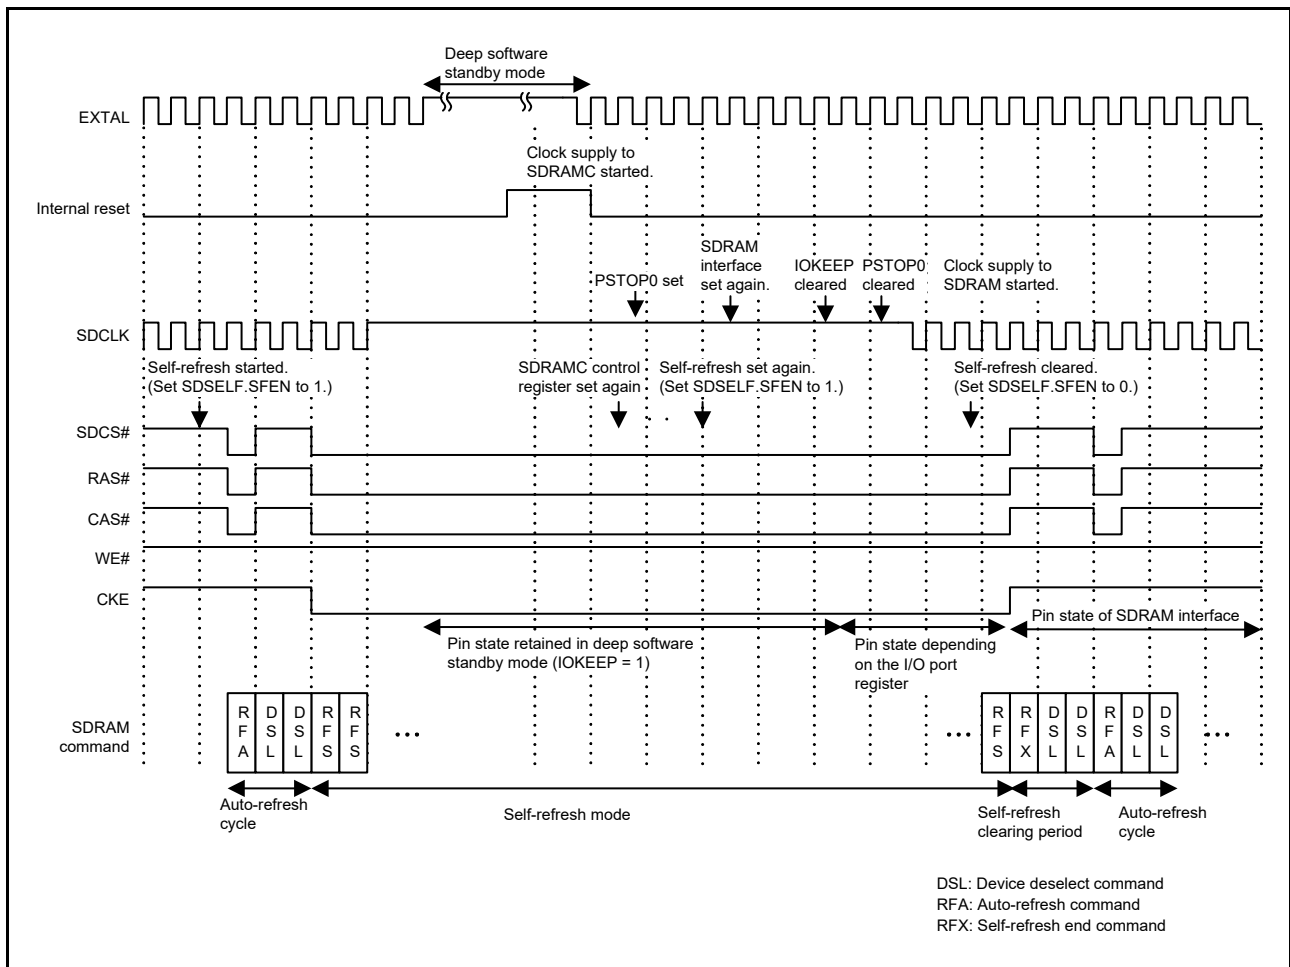 Deep software
standby mode
EXTAL
Clock supply to
SDRAMC started.
Internal reset
PSTOP0 set
SDRAM
interface
set again.
IOKEEP
cleared
PSTOP0
cleared
Clock supply to
SDRAM started.
SDCLK
Self-refresh started.
(Set SDSELF.SFEN to 1.)
SDRAMC control
register set again
Self-refresh set again.
(Set SDSELF.SFEN to 1.)
Self-refresh cleared.
(Set SDSELF.SFEN to 0.)
SDCS#
RAS#
CAS#
WE#
CKE
Pin state retained in deep software
standby mode (IOKEEP = 1)
Pin state depending
on the I/O port
register
Pin state of SDRAM interface
SDRAM
command
RFA
DSL
DSL
RFS
RFS
...
...
RFS
RFX
DSL
DSL
RFA
DSL
DSL
...
Auto-refresh
cycle
Self-refresh mode
Self-refresh
clearing period
Auto-refresh
cycle
DSL: Device deselect command
RFA: Auto-refresh command
RFX: Self-refresh end command